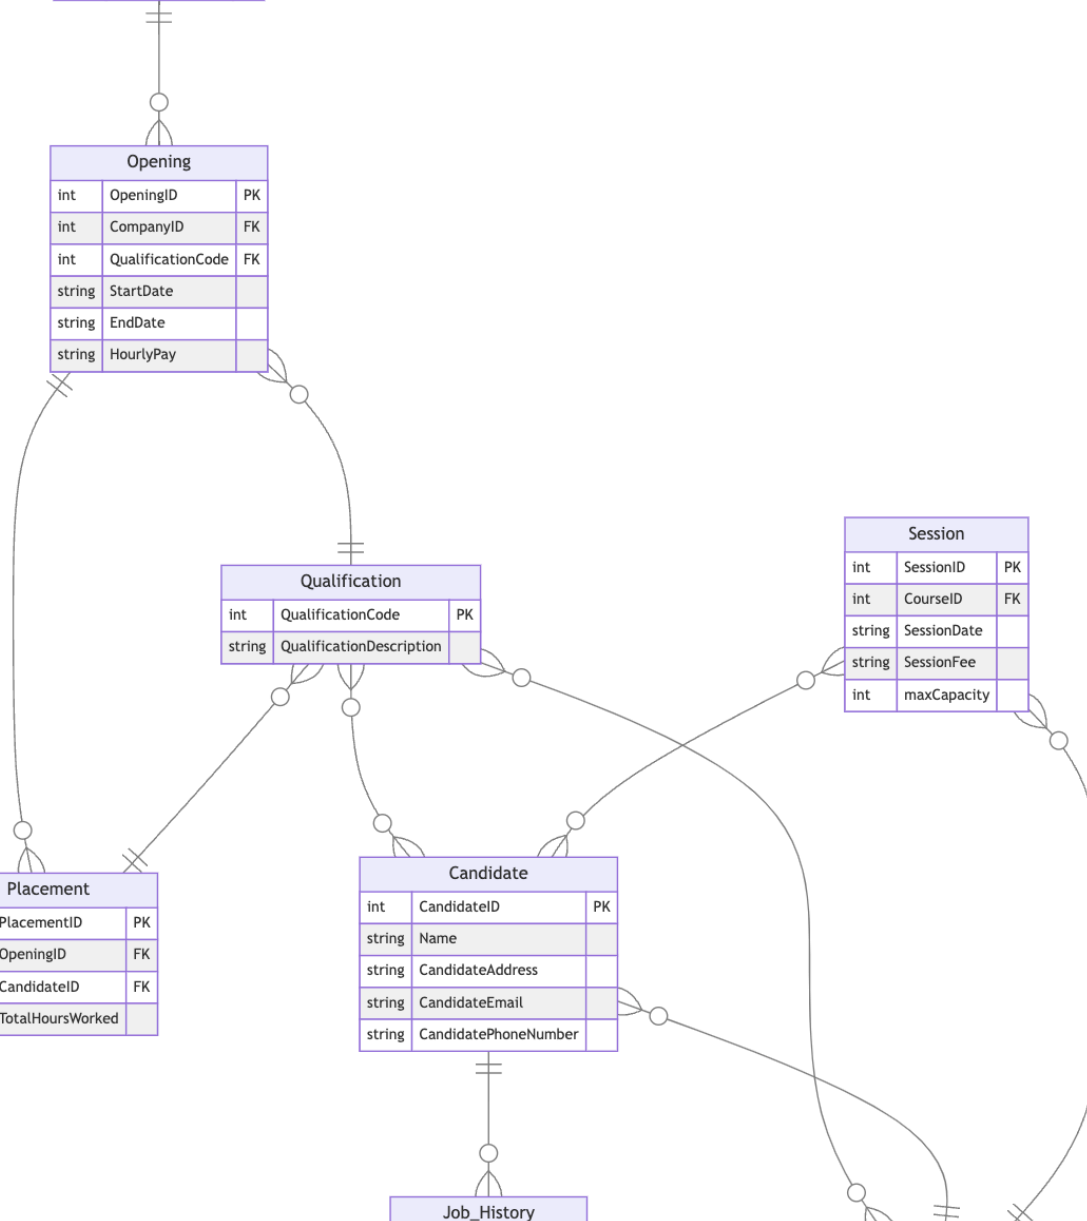 Opening
int OpeningID PK
int CompanyID FK
int QualificationCode FK
string StartDate
string EndDate
string HourlyPay
Session
int SessionID PK
int CourseID FK
string SessionDate
string SessionFee
int maxCapacity
Qualification
int QualificationCode PK
string QualificationDescription
Placement
PlacementID PK
OpeningID FK
CandidateID FK
TotalHoursWorked
Candidate
int CandidateID PK
string Name
string CandidateAddress
string CandidateEmail
string CandidatePhoneNumber
Job_History